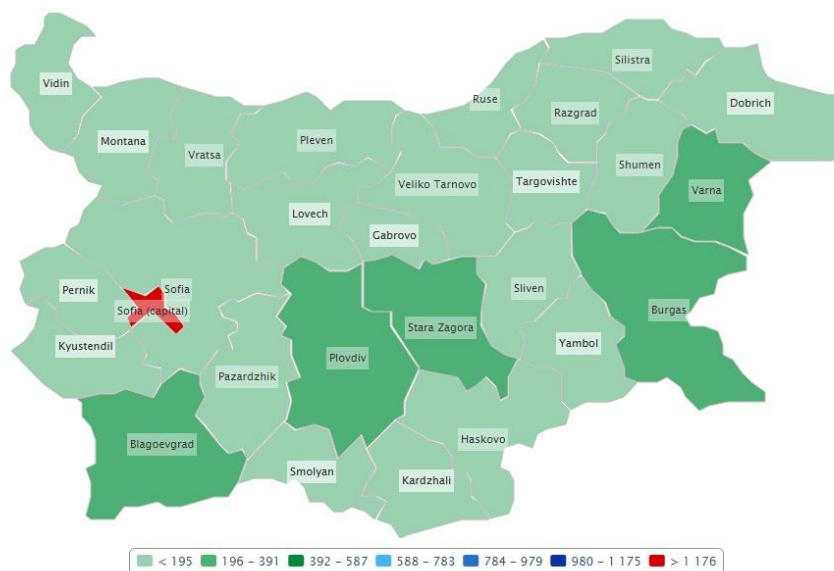 Silistra
Vidin
Ruse
Dobrich
Razgrad
Montana
Pleven
Vratsa
Shumen
Veliko Tarnovo
Targovishte
Varna
Lovech
Gabrovo
Pernik
Sofia
Sliven
Sofia (capital)
Burgas
Stara Zagora
Kyustendil
Yambol
Plovdiv
Pazardzhik
Haskovo
Blagoevgrad
Smolyan
Kardzhali
< 195 196 – 391 392 – 587 588 – 783 784 – 979 980 – 1 175 > 1 176